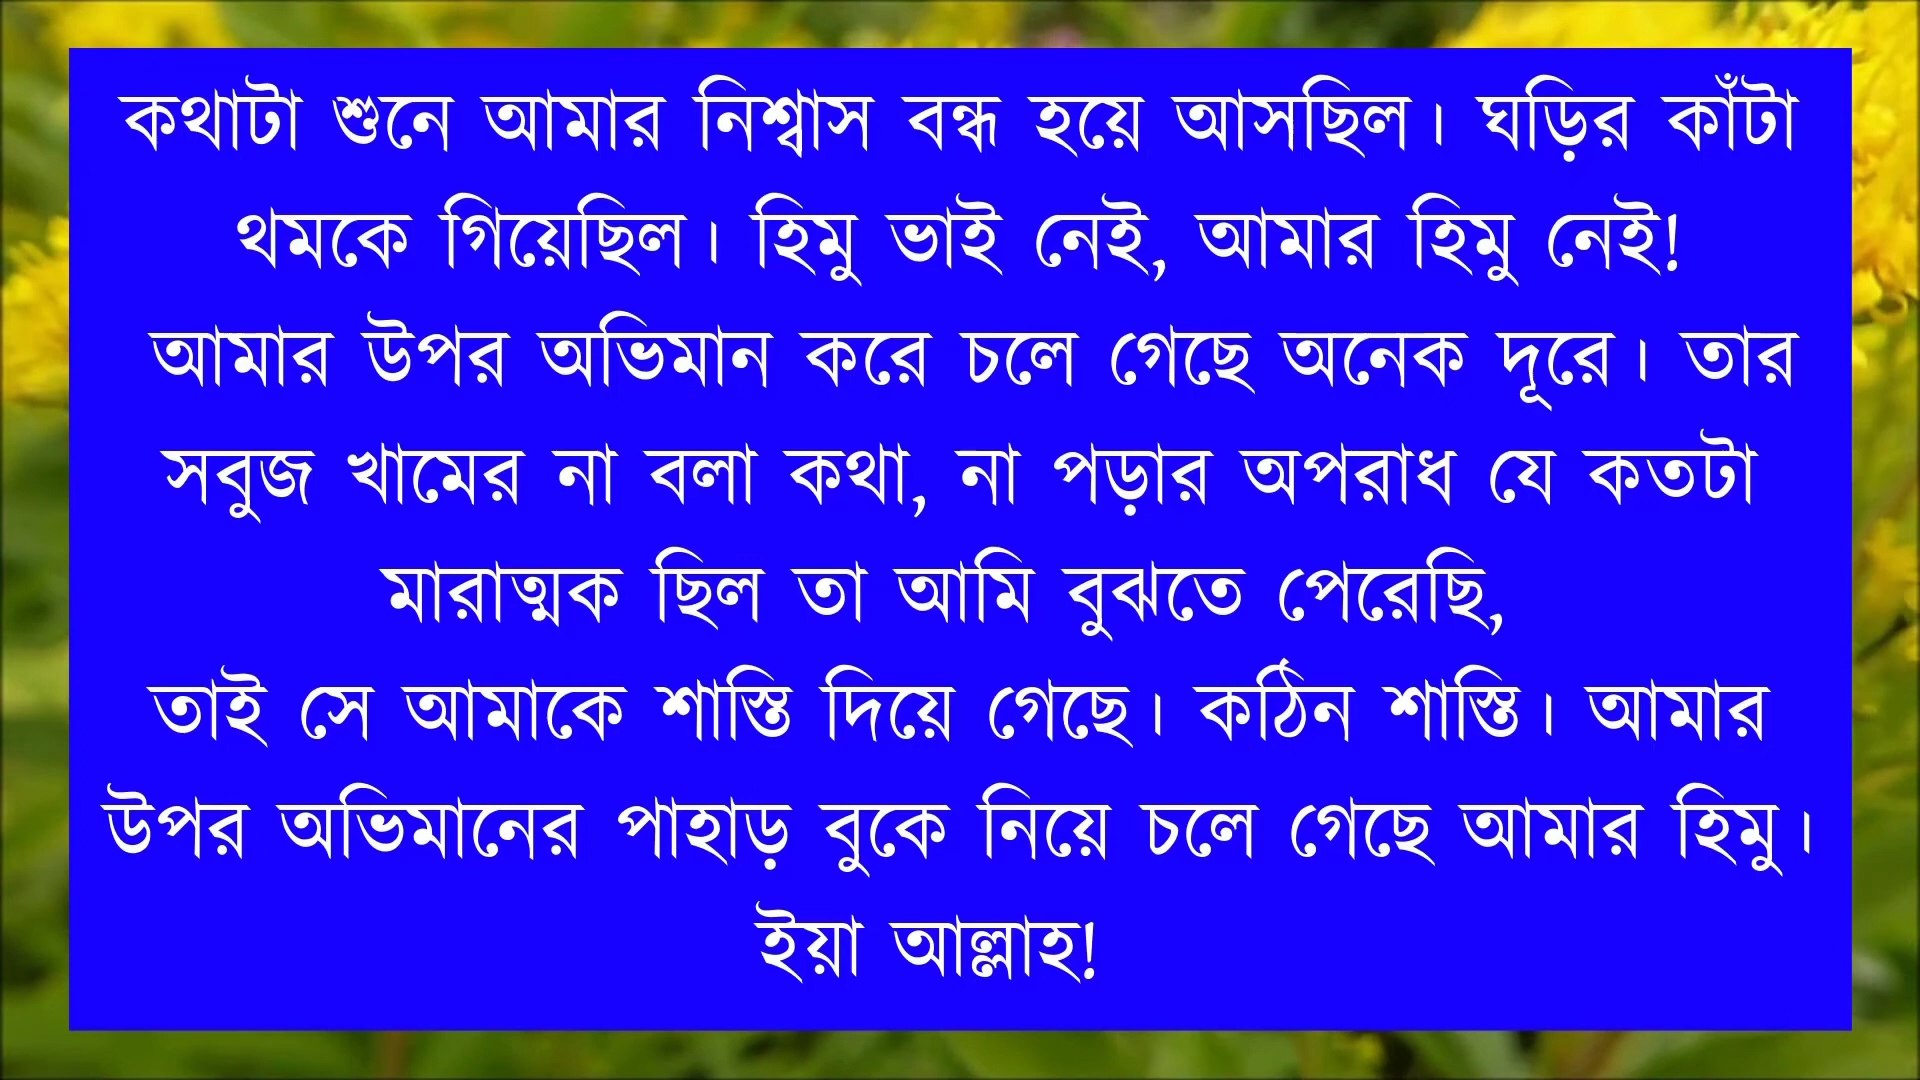 কথাটা শুনে আমার নিশ্বাস বন্ধ হয়ে আসছিল। ঘড়ির কাঁটা
থমকে গিয়েছিল। হিমু ভাই নেই, আমার হিমু নেই!
আমার উপর অভিমান করে চলে গেছে অনেক দূরে। তার
সবুজ খামের না বলা কথা, না পড়ার অপরাধ যে কতটা
মারাত্মক ছিল তা আমি বুঝতে পেরেছি,
তাই সে আমাকে শাস্তি দিয়ে গেছে। কঠিন শাস্তি। আমার
উপর অভিমানের পাহাড় বুকে নিয়ে চলে গেছে আমার হিমু।
ইয়া আল্লাহ!